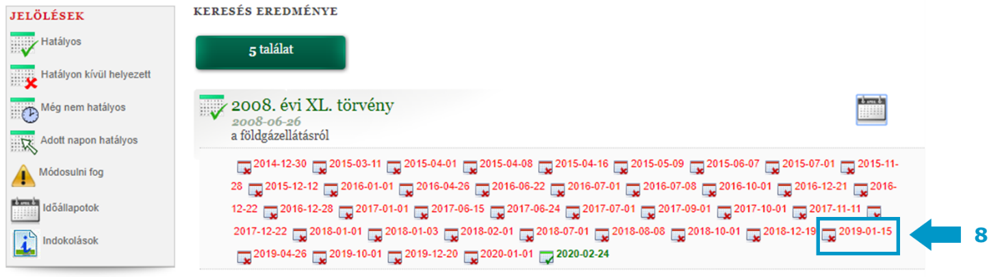 JELÖLÉSEK
Hatályos
Hatályon kívül helyezett
Még nem hatályos
Adott napon hatályos
Módosulni fog
APRIL
Időállapotok
Indokolások
KERESÉS EREDMÉNYE
5 találat
2008. évi XL. törvény
2008-06-26
a földgázellátásról
2014-12-30 2015-03-11 2015-04-01 2015-04-08 2015-04-16 2015-05-09 2015-06-07 2015-07-01 2015-11-
28 2015-12-12 2016-01-01 2016-04-26 2016-06-22 2016-07-01 2016-07-08 2016-10-01 2016-12-21 2016-
12-22 2016-12-28 2017-01-01 2017-06-15 2017-06-24 2017-07-01 2017-09-01 2017-10-01 2017-11-11
2017-12-22 2018-01-01 2018-01-03 2018-02-01 2018-07-01 2018-08-08 2018-10-01 2018-12-19 2019-01-15
2019-04-26 2019-10-01 2019-12-20 2020-01-01 2020-02-24
APRIL
8